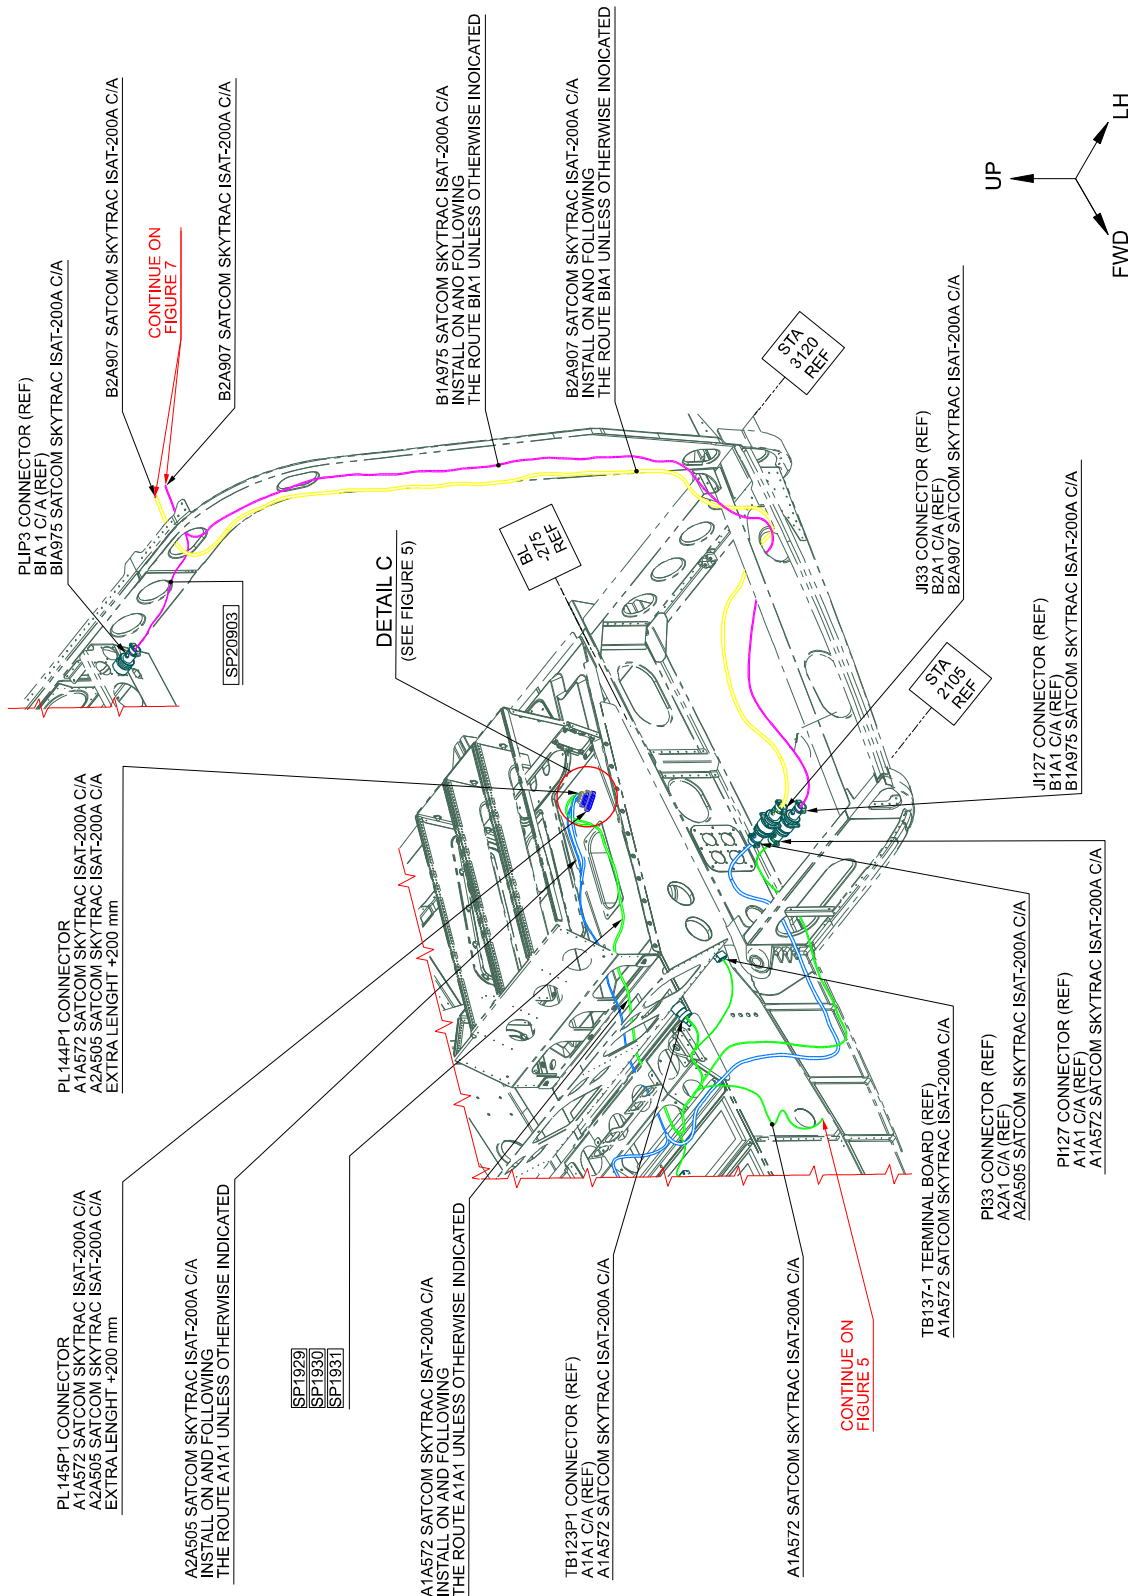 PL145P1 CONNECTOR
A1A572 SATCOM SKYTRAC ISAT-200A C/A
A2A505 SATCOM SKYTRAC ISAT-200A C/A
EXTRA LENGHT +200 mm
PL144P1 CONNECTOR
A1A572 SATCOM SKYTRAC ISAT-200A C/A
A2A505 SATCOM SKYTRAC ISAT-200A C/A
EXTRA LENGHT +200 mm
PLIP3 CONNECTOR (REF)
BIA 1 C/A (REF)
BIA975 SATCOM SKYTRAC ISAT-200A C/A
B2A907 SATCOM SKYTRAC ISAT-200A C/A
CONTINUE ON
FIGURE 7
B2A907 SATCOM SKYTRAC ISAT-200A C/A
SP20903
A2A505 SATCOM SKYTRAC ISAT-200A C/A
INSTALL ON AND FOLLOWING
THE ROUTE A1A1 UNLESS OTHERWISE INDICATED
SP1929
SP1930
SP1931
DETAIL C
(SEE FIGURE 5)
B1A975 SATCOM SKYTRAC ISAT-200A C/A
INSTALL ON ANO FOLLOWING
THE ROUTE BIA1 UNLESS OTHERWISE INOICATED
B2A907 SATCOM SKYTRAC ISAT-200A C/A
INSTALL ON ANO FOLLOWING
THE ROUTE BIA1 UNLESS OTHERWISE INOICATED
A1A572 SATCOM SKYTRAC ISAT-200A C/A
INSTALL ON AND FOLLOWING
THE ROUTE A1A1 UNLESS OTHERWISE INDICATED
BL
-275
REF
STA
3120
REF
TB123P1 CONNECTOR (REF)
A1A1 C/A (REF)
A1A572 SATCOM SKYTRAC ISAT-200A C/A
A1A572 SATCOM SKYTRAC ISAT-200A C/A
CONTINUE ON
FIGURE 5
TB137-1 TERMINAL BOARD (REF)
A1A572 SATCOM SKYTRAC ISAT-200A C/A
PI33 CONNECTOR (REF)
A2A1 C/A (REF)
A2A505 SATCOM SKYTRAC ISAT-200A C/A
PI127 CONNECTOR (REF)
A1A1 C/A (REF)
A1A572 SATCOM SKYTRAC ISAT-200A C/A
JI33 CONNECTOR (REF)
B2A1 C/A (REF)
B2A907 SATCOM SKYTRAC ISAT-200A C/A
STA
2105
REF
JI127 CONNECTOR (REF)
B1A1 C/A (REF)
B1A975 SATCOM SKYTRAC ISAT-200A C/A
UP
FWD
LH